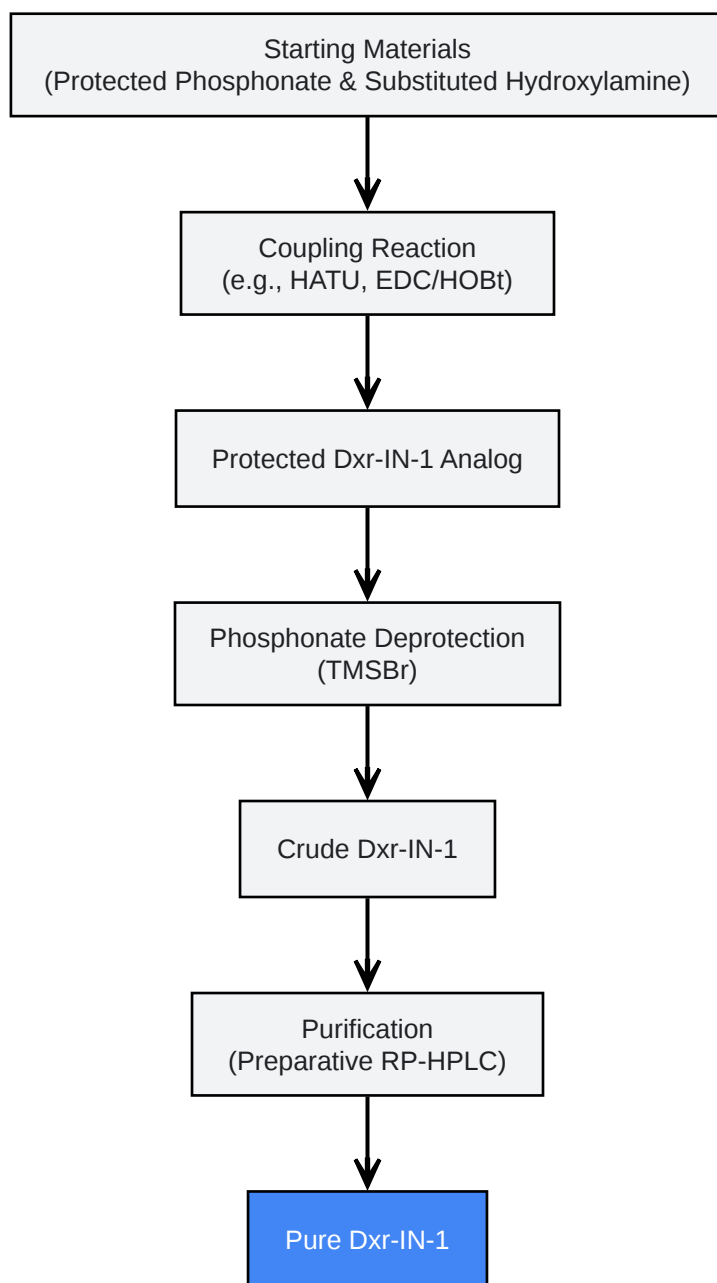 Starting Materials
(Protected Phosphonate & Substituted Hydroxylamine)
Coupling Reaction
(e.g., HATU, EDC/HOBt)
Protected Dxr-IN-1 Analog
Phosphonate Deprotection
(TMSBr)
Crude Dxr-IN-1
Purification
(Preparative RP-HPLC)
Pure Dxr-IN-1